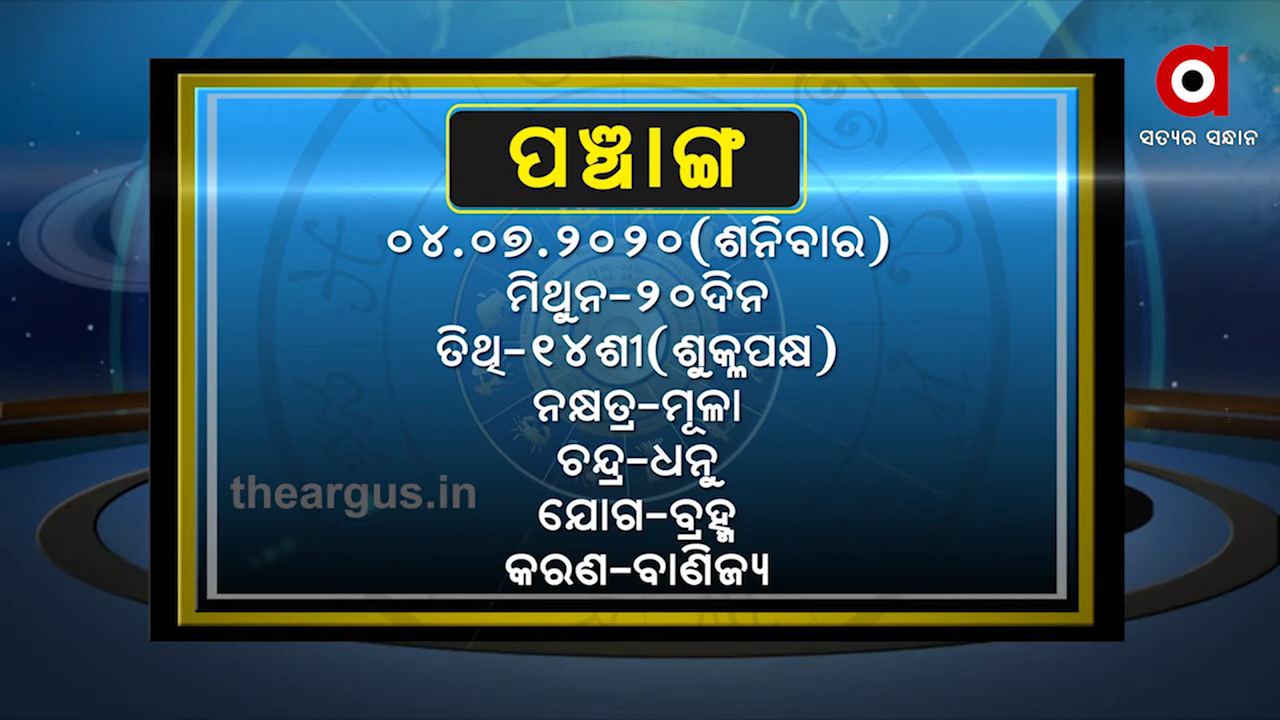 ପଞ୍ଚାଙ୍ଗ
ସତ୍ୟର ସନ୍ଧାନ
୦୪.୦୭.୨୦୨୦(ଶନିବାର)
ମିଥୁନ-୨୦ଦିନ
ତିଥି-୧୪ଶୀ(ଶୁକ୍ଳପକ୍ଷ)
ନକ୍ଷତ୍ର-ମୂଳା
ଚନ୍ଦ୍ର-ଧନୁ
theargus.in
ଯୋଗ-ବ୍ରହ୍ମ
କରଣ-ବାଣିଜ୍ୟ